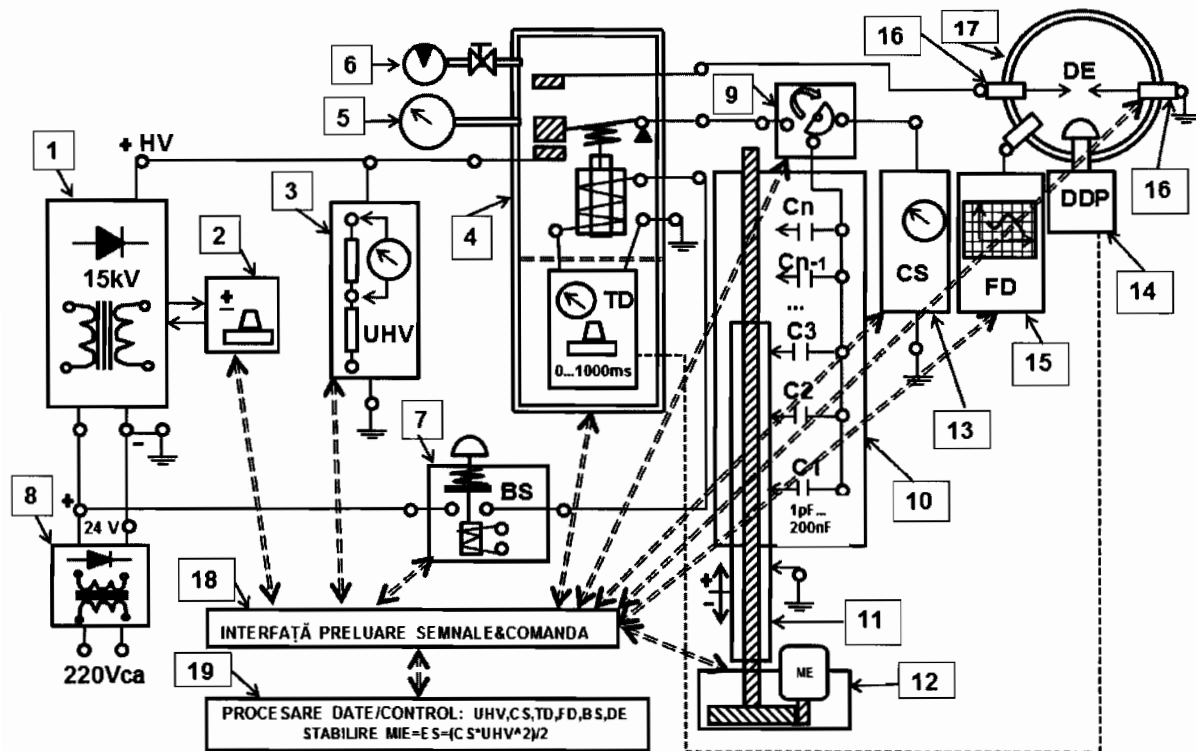 6
16
17
DE
5
9
1
+ HV
16
3
4
2
15kV
+
-
UHV
TD
0...1000ms
Cn
Cn-1
...
C3
C2
C1
1pF...
200nF
CS
FD
DDP
14
15
13
10
-
7
BS
8
+
24 V
+
-
18
11
INTERFAȚĂ PRELUARE SEMNALE&COMANDA
ME
12
220Vca
19
PROCESARE DATE/CONTROL: UHV,CS,TD,FD,BS,DE
STABILIRE MIE=ES=(CS*UHV^2)/2